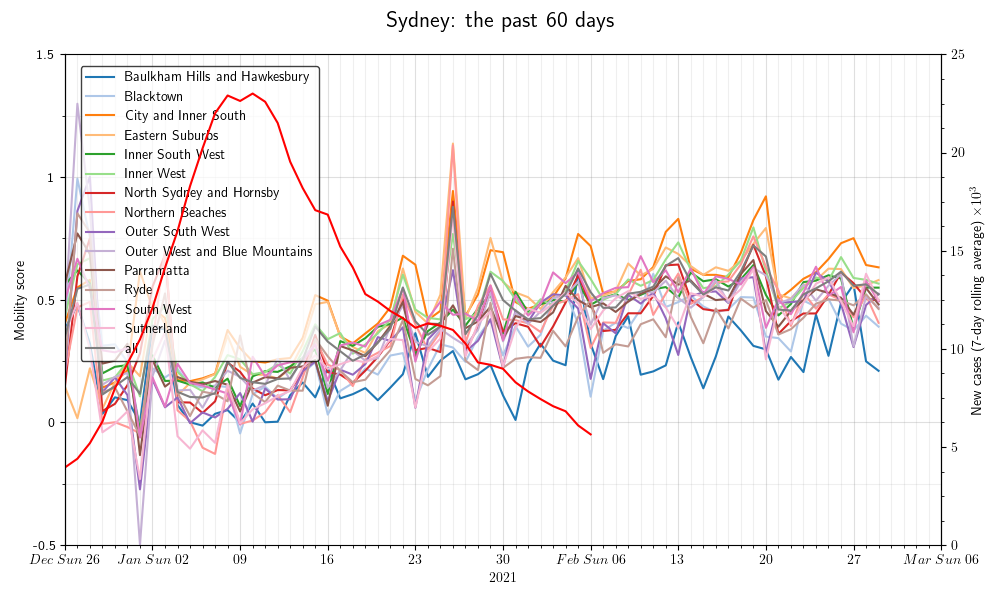 Sydney: the past 60 days
1.5
1
0.5
0
-0.5
Mobility score
Baulkham Hills and Hawkesbury
Blacktown
City and Inner South
Eastern Suburbs
Inner South West
Inner West
North Sydney and Hornsby
Northern Beaches
Outer South West
Outer West and Blue Mountains
Parramatta
Ryde
South West
Sutherland
all
25
20
15
10
5
0
New cases (7-day rolling average) ×10³
Dec Sun 26
Jan Sun 02
09
16
23
30
Feb Sun 06
13
20
27
Mar Sun 06
2021